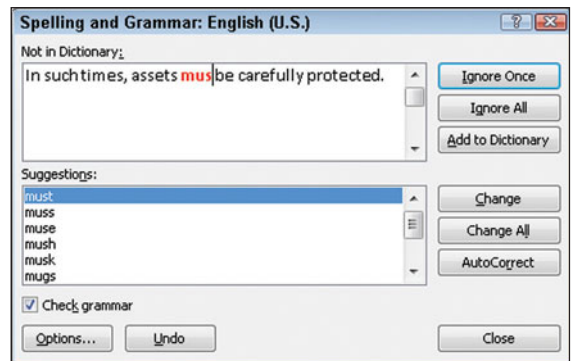 Spelling and Grammar: English (U.S.)
Not in Dictionary:
In such times, assets mus be carefully protected.
Ignore Once
Ignore All
Add to Dictionary
Suggestions:
must
muss
muse
mush
musk
mugs
Change
Change All
AutoCorrect
Check grammar
Options...
Undo
Close